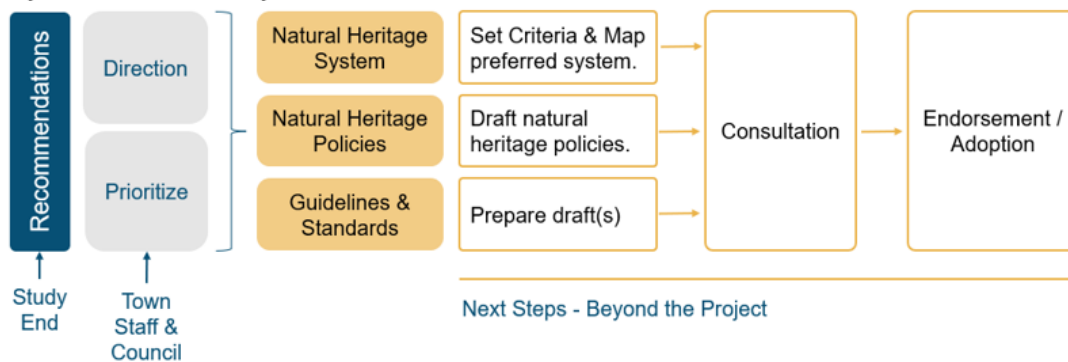 Recommendations
Direction
Prioritize
Natural Heritage
System
Natural Heritage
Policies
Guidelines &
Standards
Set Criteria & Map
preferred system.
Draft natural
heritage policies.
Prepare draft(s)
Consultation
Endorsement /
Adoption
Study
End
Town
Staff &
Council
Next Steps - Beyond the Project